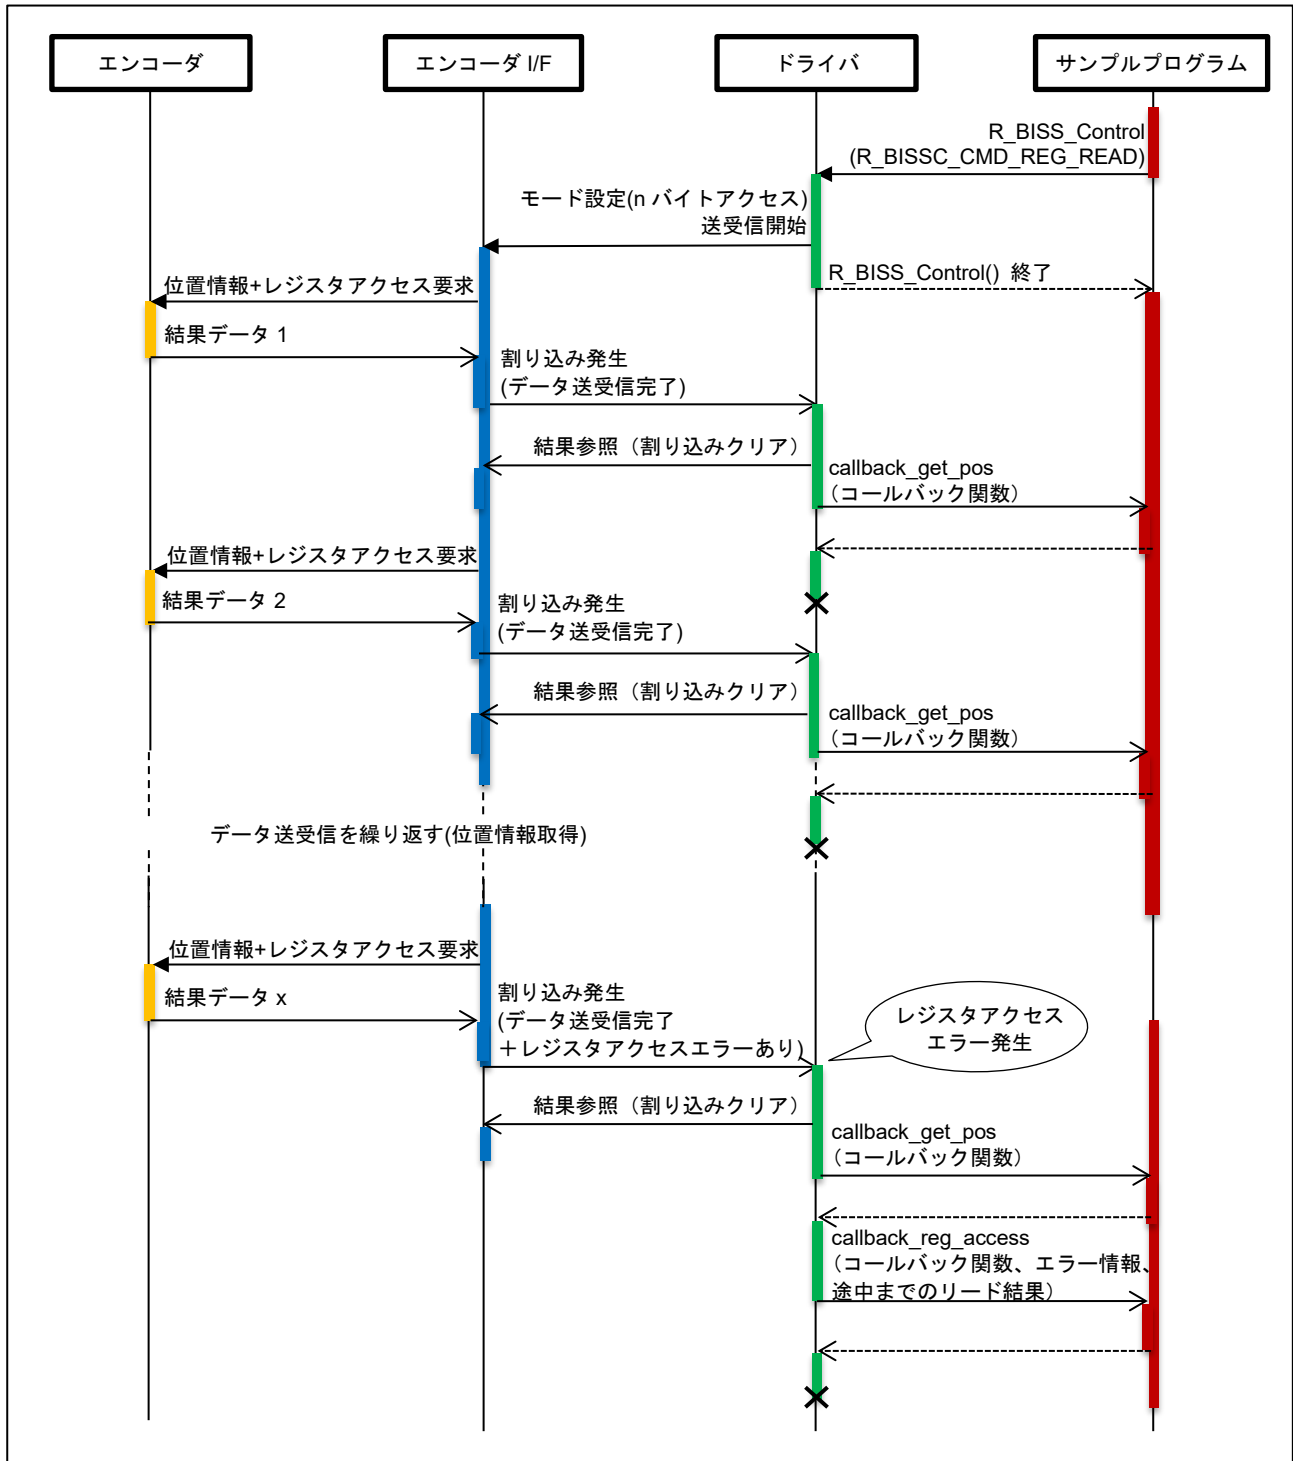 エンコーダ
エンコーダ I/F
ドライバ
サンプルプログラム
R_BISS_Control
(R_BISSC_CMD_REG_READ)
モード設定(n バイトアクセス)
送受信開始
R_BISS_Control() 終了
位置情報+レジスタアクセス要求
結果データ 1
割り込み発生
(データ送受信完了)
結果参照（割り込みクリア）
callback_get_pos
（コールバック関数）
位置情報+レジスタアクセス要求
結果データ 2
割り込み発生
(データ送受信完了)
結果参照（割り込みクリア）
callback_get_pos
（コールバック関数）
データ送受信を繰り返す(位置情報取得)
位置情報+レジスタアクセス要求
結果データ x
割り込み発生
(データ送受信完了
＋レジスタアクセスエラーあり)
レジスタアクセス
エラー発生
結果参照（割り込みクリア）
callback_get_pos
（コールバック関数）
callback_reg_access
（コールバック関数、エラー情報、
途中までのリード結果）